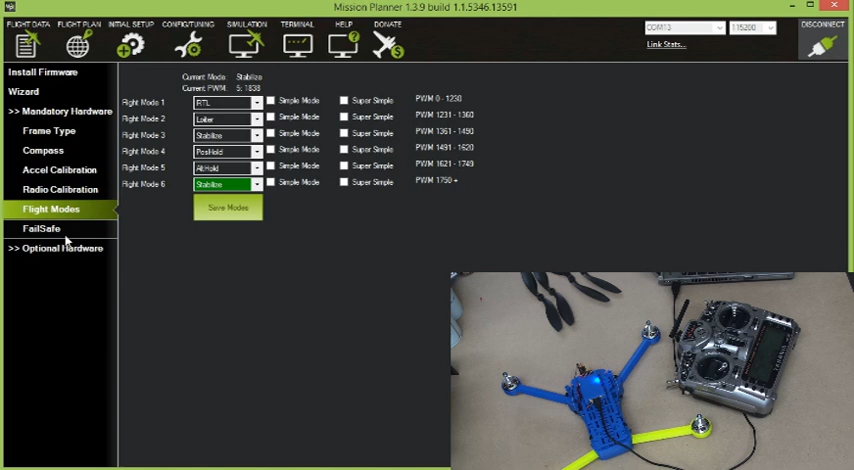 Mission Planner 1.3.9 build 1.1.5346.13591
FLIGHT DATA FLIGHT PLAN INITIAL SETUP CONFIG/TUNING SIMULATION TERMINAL HELP DONATE
COM13 115200 DISCONNECT
Link Stats...
Install Firmware
Wizard
>> Mandatory Hardware
Frame Type
Compass
Accel Calibration
Radio Calibration
Flight Modes
FailSafe
>> Optional Hardware
Current Mode: Stabilize
Current PWM: 5: 1838
Flight Mode 1 RTL Simple Mode Super Simple PWM 0 - 1230
Flight Mode 2 Loiter Simple Mode Super Simple PWM 1231 - 1360
Flight Mode 3 Stabilize Simple Mode Super Simple PWM 1361 - 1490
Flight Mode 4 PosHold Simple Mode Super Simple PWM 1491 - 1620
Flight Mode 5 AltHold Simple Mode Super Simple PWM 1621 - 1749
Flight Mode 6 Stabilize Simple Mode Super Simple PWM 1750 +
Save Modes